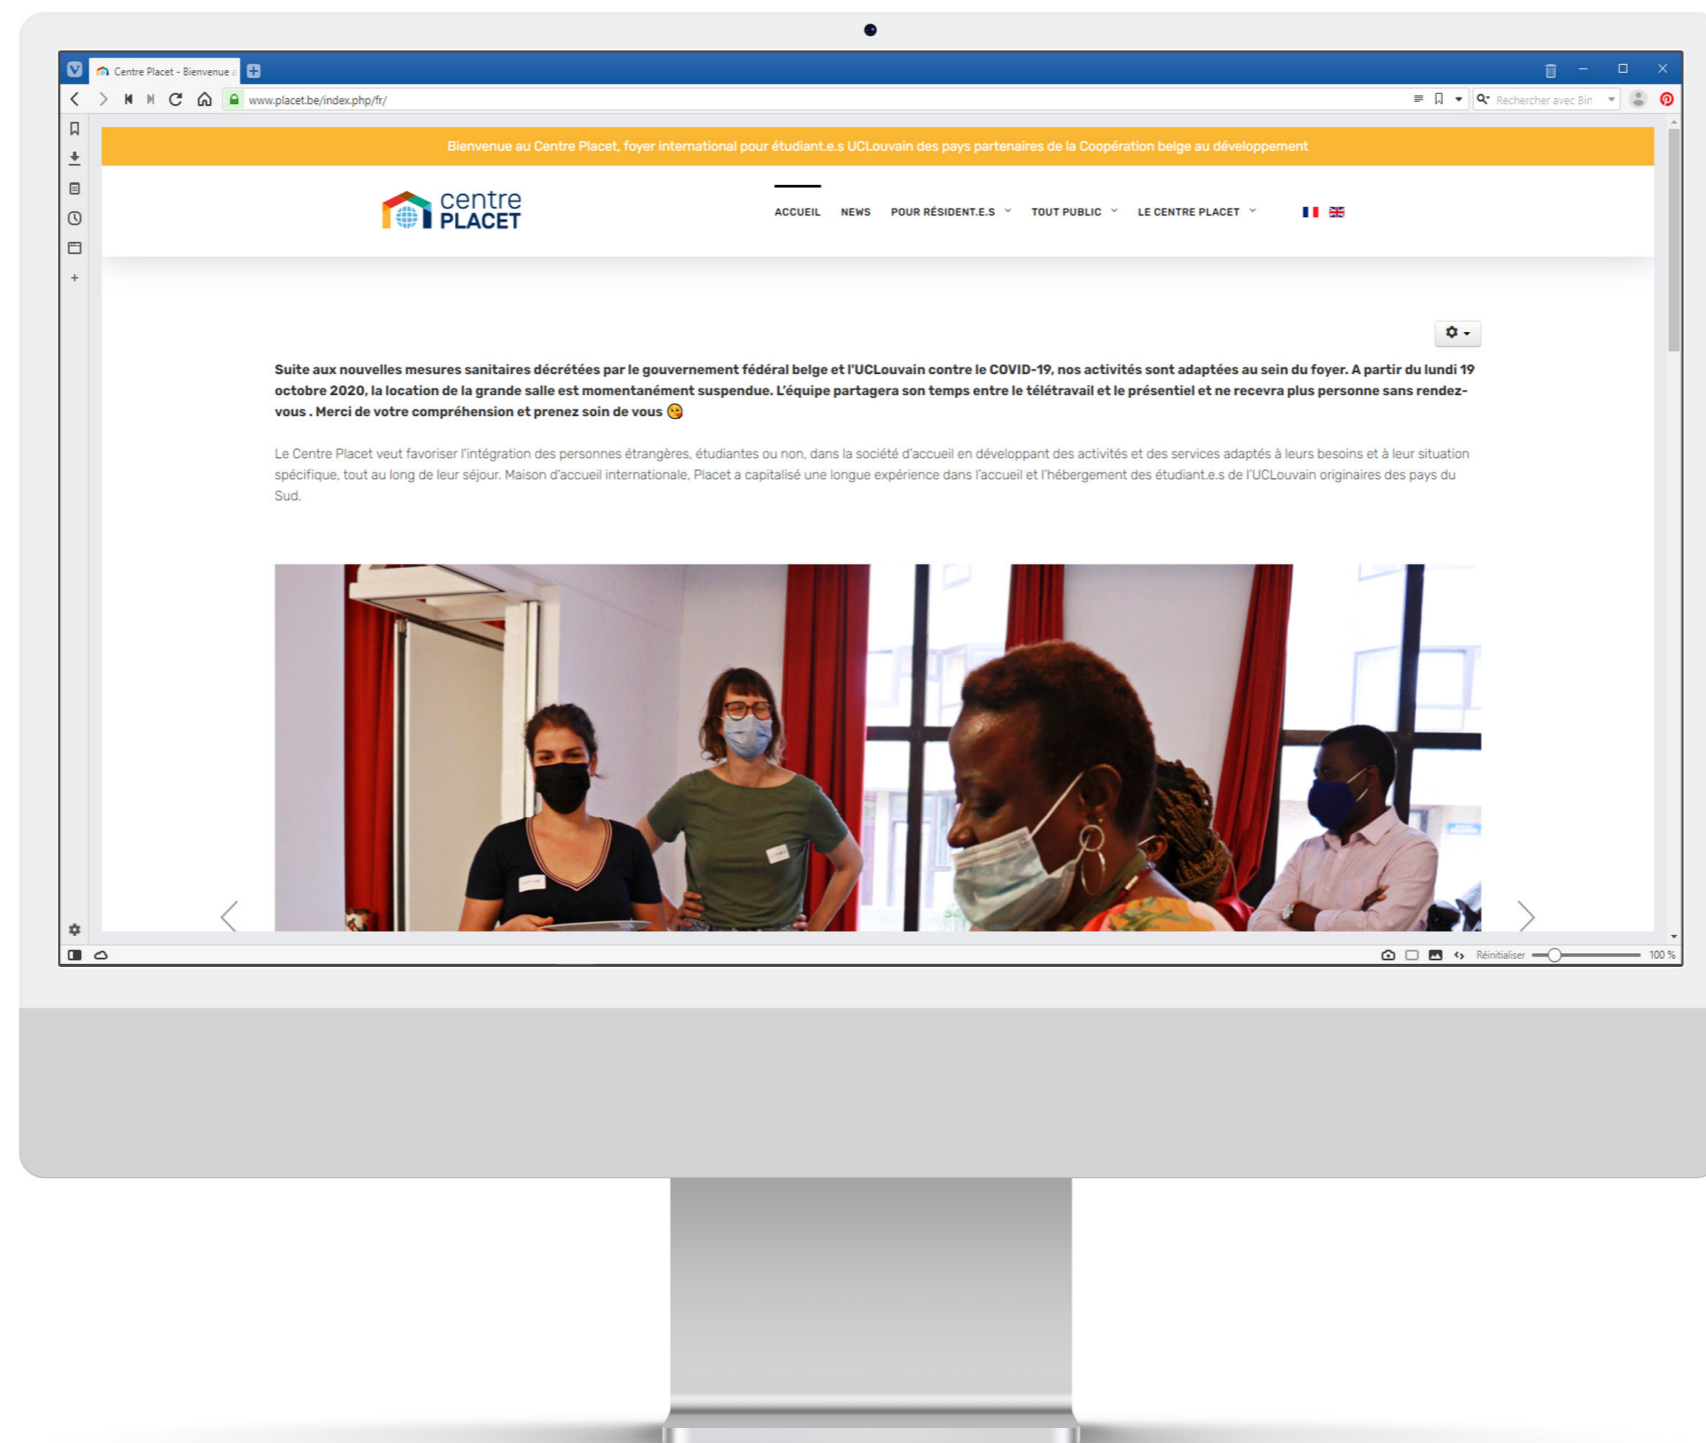 Centre Placet - Bienvenue a
www.placet.be/index.php/fr/
Rechercher avec Bin
Bienvenue au Centre Placet, foyer international pour étudiant.e.s UCLouvain des pays partenaires de la Coopération belge au développement
centre
PLACET
ACCUEIL NEWS POUR RÉSIDENT.E.S TOUT PUBLIC LE CENTRE PLACET
Suite aux nouvelles mesures sanitaires décrétées par le gouvernement fédéral belge et l'UCLouvain contre le COVID-19, nos activités sont adaptées au sein du foyer. A partir du lundi 19
octobre 2020, la location de la grande salle est momentanément suspendue. L'équipe partagera son temps entre le télétravail et le présentiel et ne recevra plus personne sans rendez-
vous . Merci de votre compréhension et prenez soin de vous 😘
Le Centre Placet veut favoriser l'intégration des personnes étrangères, étudiantes ou non, dans la société d'accueil en développant des activités et des services adaptés à leurs besoins et à leur situation
spécifique, tout au long de leur séjour. Maison d'accueil internationale, Placet a capitalisé une longue expérience dans l'accueil et l'hébergement des étudiant.e.s de l'UCLouvain originaires des pays du
Sud.
Réinitialiser 100 %